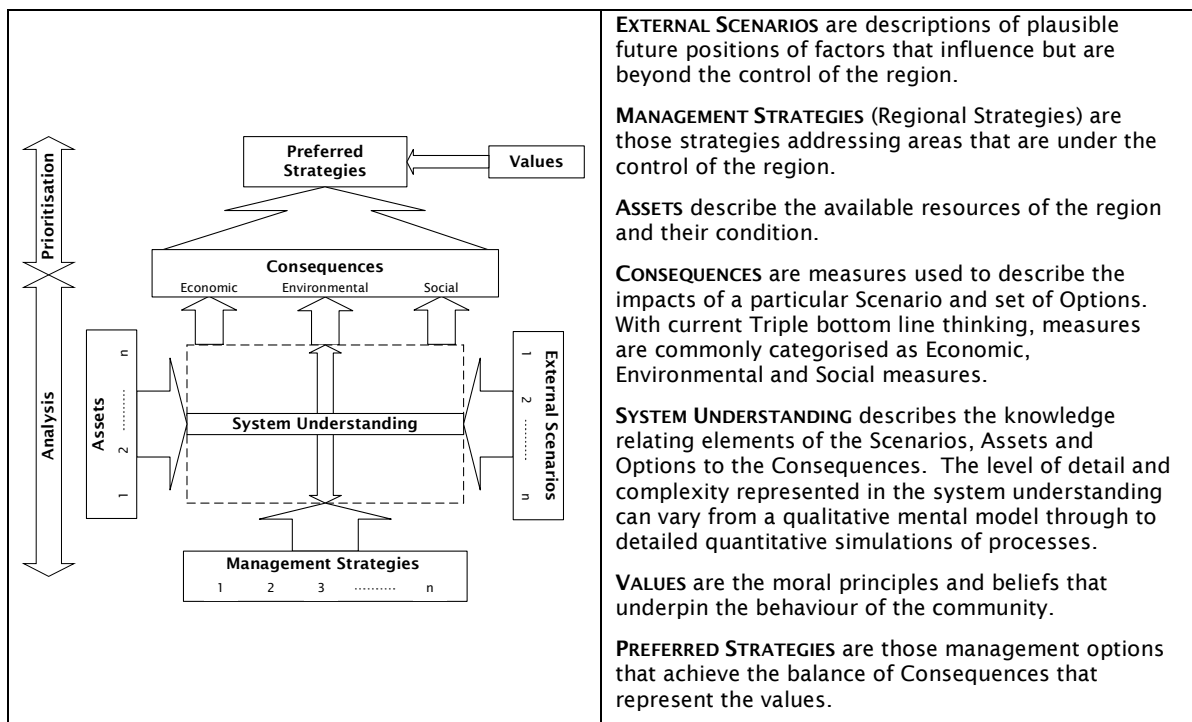 Prioritisation
Analysis
Preferred
Strategies
Values
Consequences
Economic Environmental Social
Assets
1 2 .......... n
System Understanding
External Scenarios
1 2 .......... n
Management Strategies
1 2 3 .......... n
EXTERNAL SCENARIOS are descriptions of plausible
future positions of factors that influence but are
beyond the control of the region.
MANAGEMENT STRATEGIES (Regional Strategies) are
those strategies addressing areas that are under the
control of the region.
ASSETS describe the available resources of the region
and their condition.
CONSEQUENCES are measures used to describe the
impacts of a particular Scenario and set of Options.
With current Triple bottom line thinking, measures
are commonly categorised as Economic,
Environmental and Social measures.
SYSTEM UNDERSTANDING describes the knowledge
relating elements of the Scenarios, Assets and
Options to the Consequences. The level of detail and
complexity represented in the system understanding
can vary from a qualitative mental model through to
detailed quantitative simulations of processes.
VALUES are the moral principles and beliefs that
underpin the behaviour of the community.
PREFERRED STRATEGIES are those management options
that achieve the balance of Consequences that
represent the values.